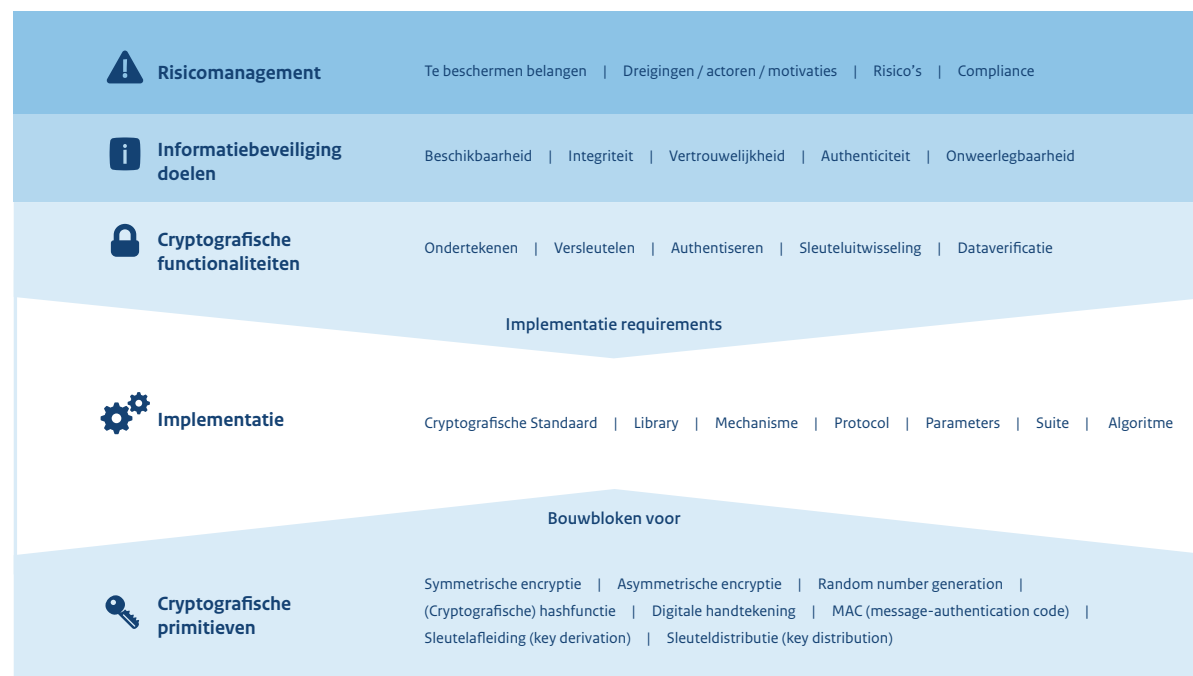 Risicomanagement
Te beschermen belangen | Dreigingen / actoren / motivaties | Risico's | Compliance
Informatiebeveiliging
doelen
Beschikbaarheid | Integriteit | Vertrouwelijkheid | Authenticiteit | Onweerlegbaarheid
Cryptografische
functionaliteiten
Ondertekenen | Versleutelen | Authentiseren | Sleuteluitwisseling | Dataverificatie
Implementatie requirements
Implementatie
Cryptografische Standaard | Library | Mechanisme | Protocol | Parameters | Suite | Algoritme
Bouwbloken voor
Cryptografische
primitieven
Symmetrische encryptie | Asymmetrische encryptie | Random number generation |
(Cryptografische) hashfunctie | Digitale handtekening | MAC (message-authentication code) |
Sleutelafleiding (key derivation) | Sleuteldistributie (key distribution)